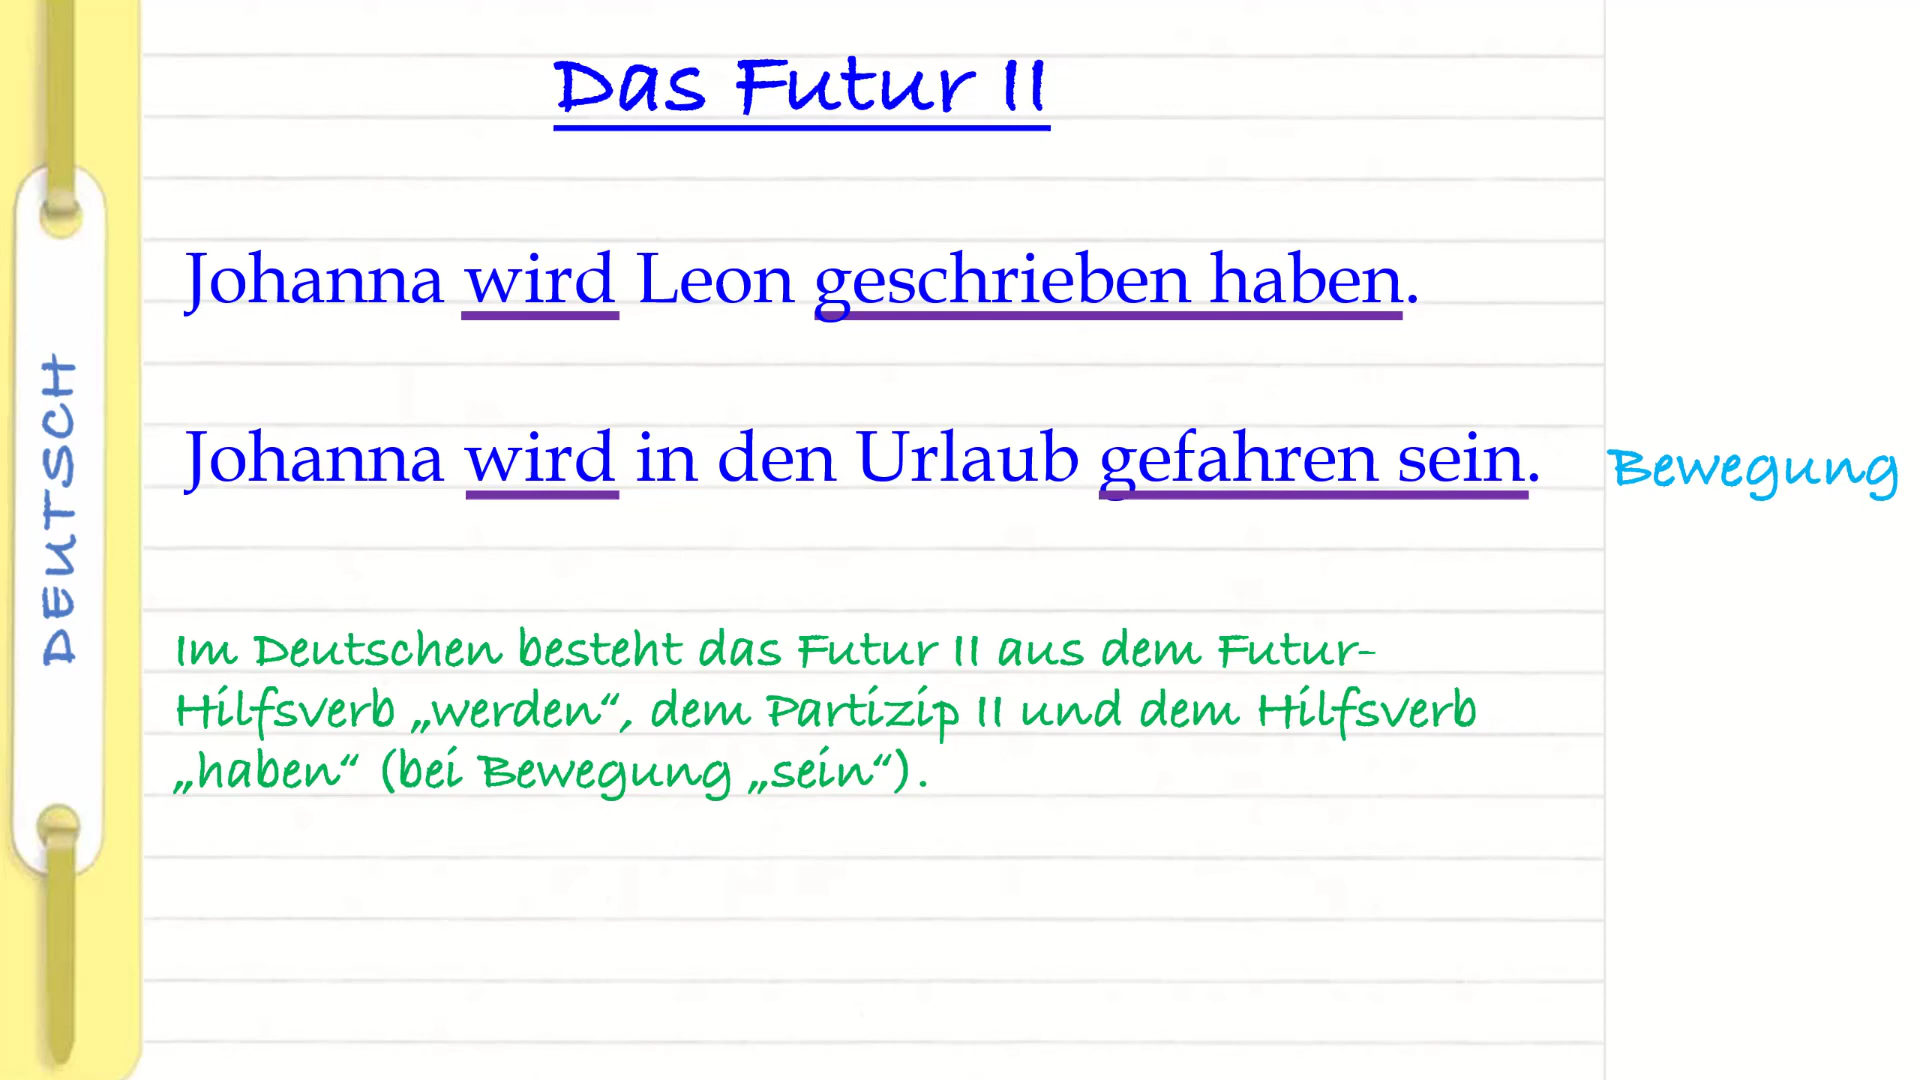 Das Futur II
Johanna wird Leon geschrieben haben.
Johanna wird in den Urlaub gefahren sein.
Bewegung
Im Deutschen besteht das Futur II aus dem Futur-
Hilfsverb „werden“, dem Partizip II und dem Hilfsverb
„haben“ (bei Bewegung „sein“).
DEUTSCH